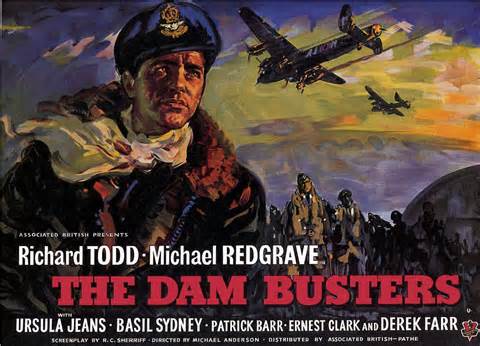 ASSOCIATED BRITISH PRESENTS
Richard TODD · Michael REDGRAVE
THE DAM BUSTERS
WITH
URSULA JEANS · BASIL SYDNEY · PATRICK BARR · ERNEST CLARK AND DEREK FARR
SCREENPLAY BY R.C. SHERRIFF · DIRECTED BY MICHAEL ANDERSON · DISTRIBUTED BY ASSOCIATED BRITISH-PATHE
U